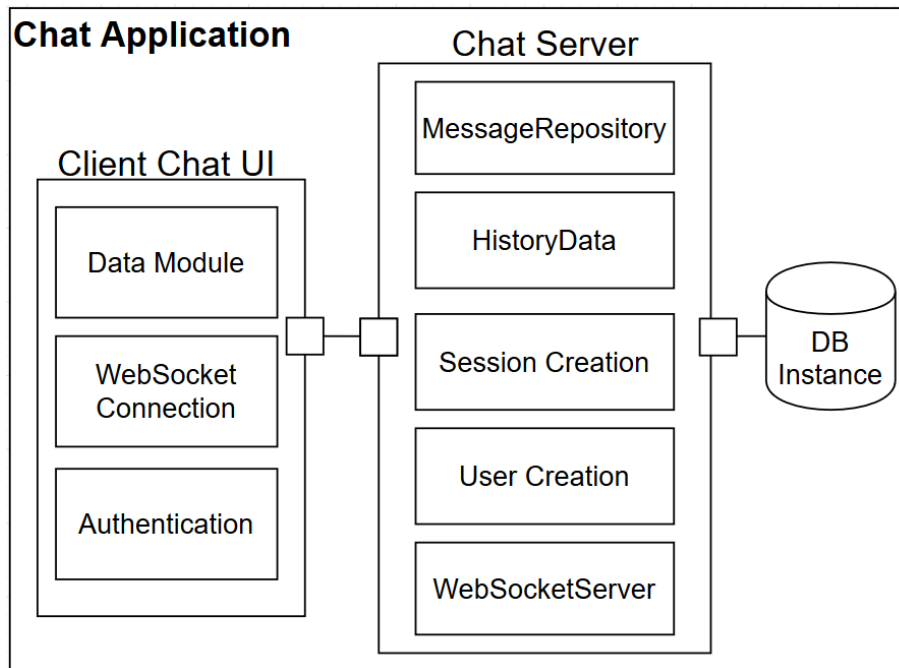 Chat Application
Chat Server
Client Chat UI
Data Module
WebSocket
Connection
Authentication
MessageRepository
HistoryData
Session Creation
User Creation
WebSocketServer
DB
Instance